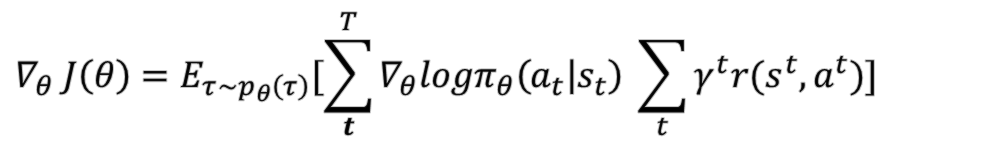 ∇θ J(θ) = Eτ~pθ(τ)[∑ₜᵀ ∇θlogπθ(aₜ|sₜ) ∑ₜ γᵗr(sᵗ, aᵗ)]